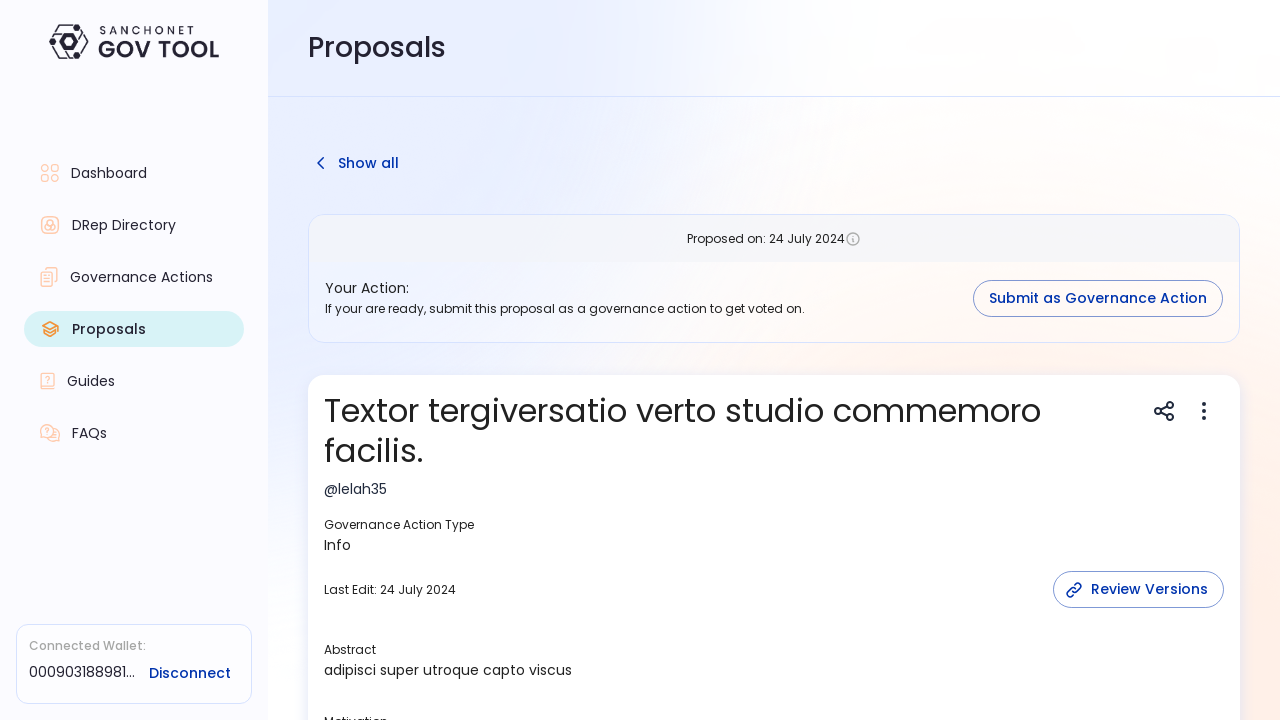 SANCHONET
GOV TOOL
Proposals
Dashboard
DRep Directory
Governance Actions
Proposals
Guides
FAQs
Connected Wallet:
000903188981...
Disconnect
Show all
Proposed on: 24 July 2024
Your Action:
If your are ready, submit this proposal as a governance action to get voted on.
Submit as Governance Action
Textor tergiversatio verto studio commemoro
facilis.
@lelah35
Governance Action Type
Info
Last Edit: 24 July 2024
Review Versions
Abstract
adipisci super utroque capto viscus
Motivation